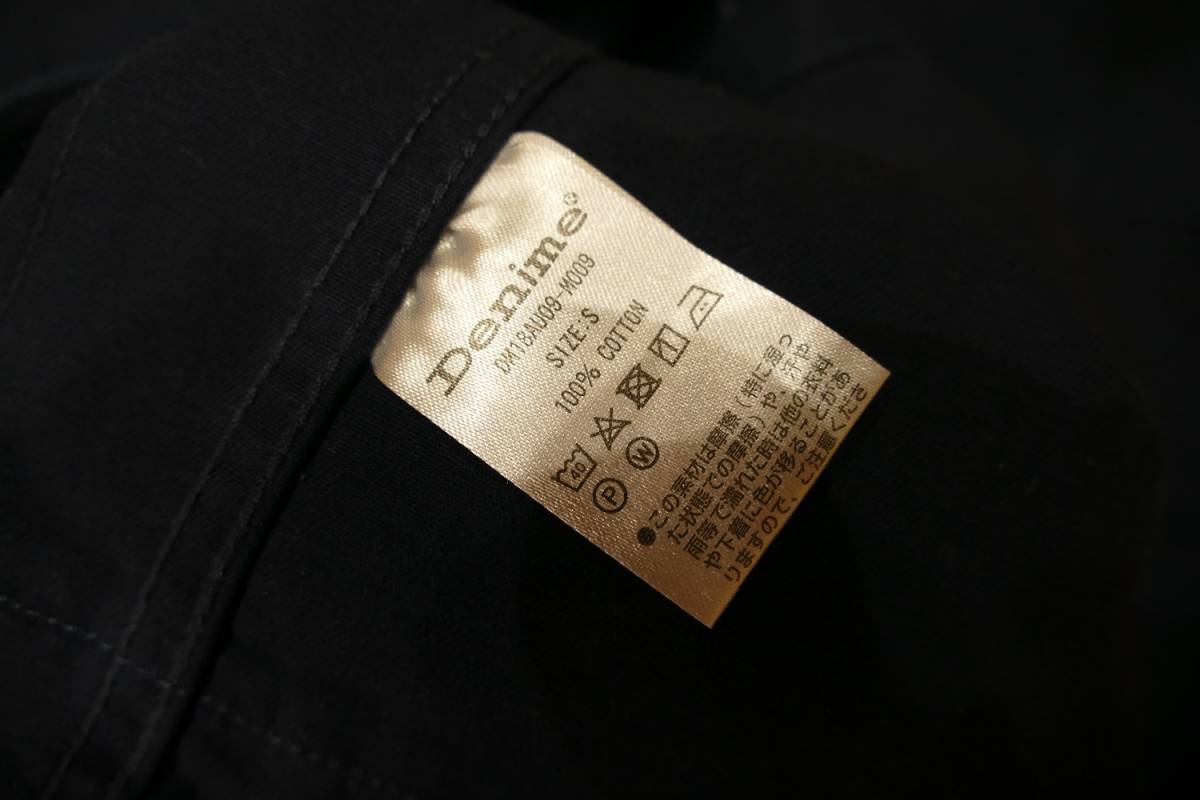 Denime®
DM18AU09-M009
SIZE:S
100% COTTON
40
P W
●この素材は摩擦（特に湿っ
た状態での摩擦）や、汗や
雨等で濡れた時は他の衣料
や下着に色が移ることがあ
りますので、ご注意くださ